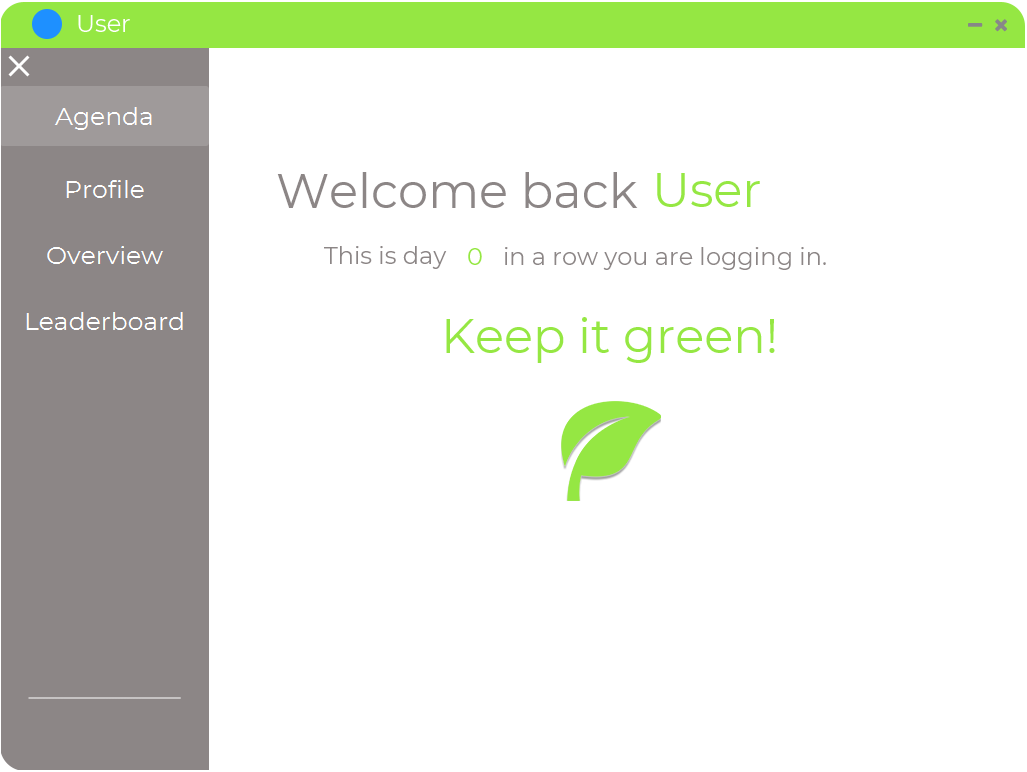 User
Agenda
Profile
Overview
Leaderboard
Welcome back User
This is day 0 in a row you are logging in.
Keep it green!